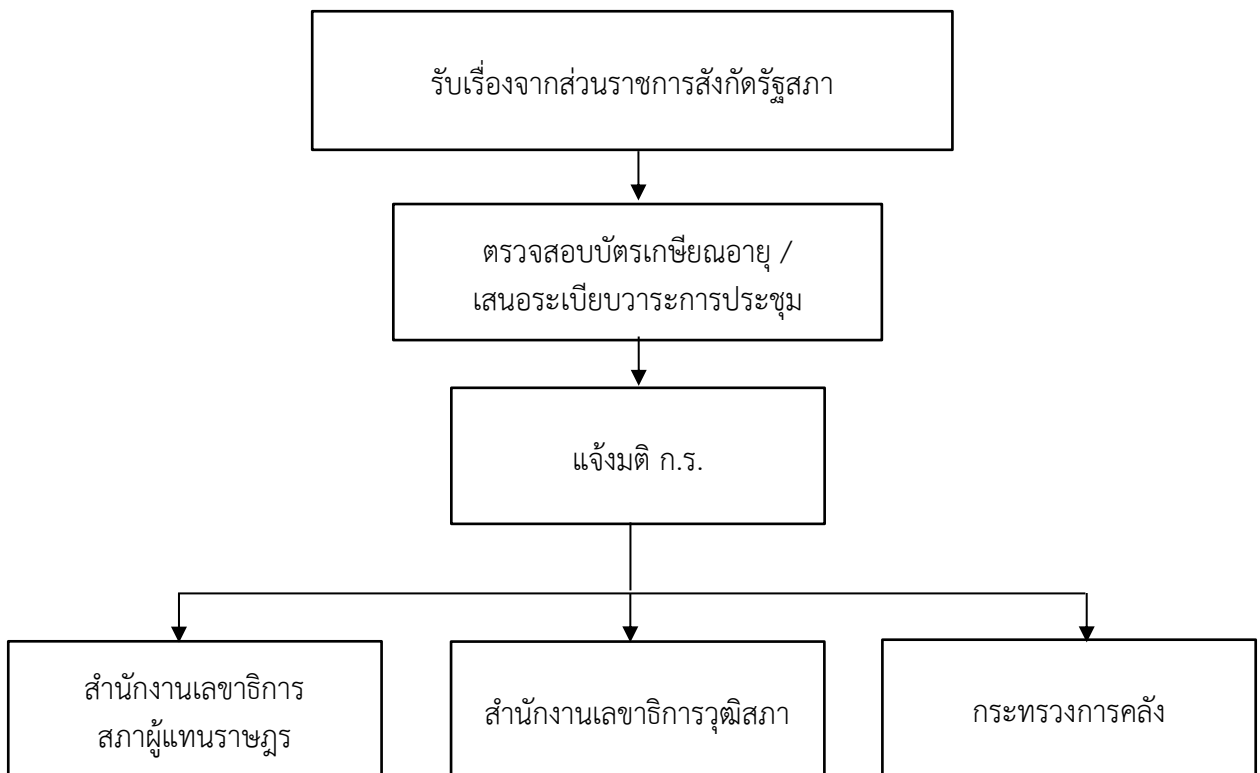 รับเรื่องจากส่วนราชการสังกัดรัฐสภา
ตรวจสอบบัตรเกษียณอายุ /
เสนอระเบียบวาระการประชุม
แจ้งมติ ก.ร.
สำนักงานเลขาธิการ
สภาผู้แทนราษฎร
สำนักงานเลขาธิการวุฒิสภา
กระทรวงการคลัง